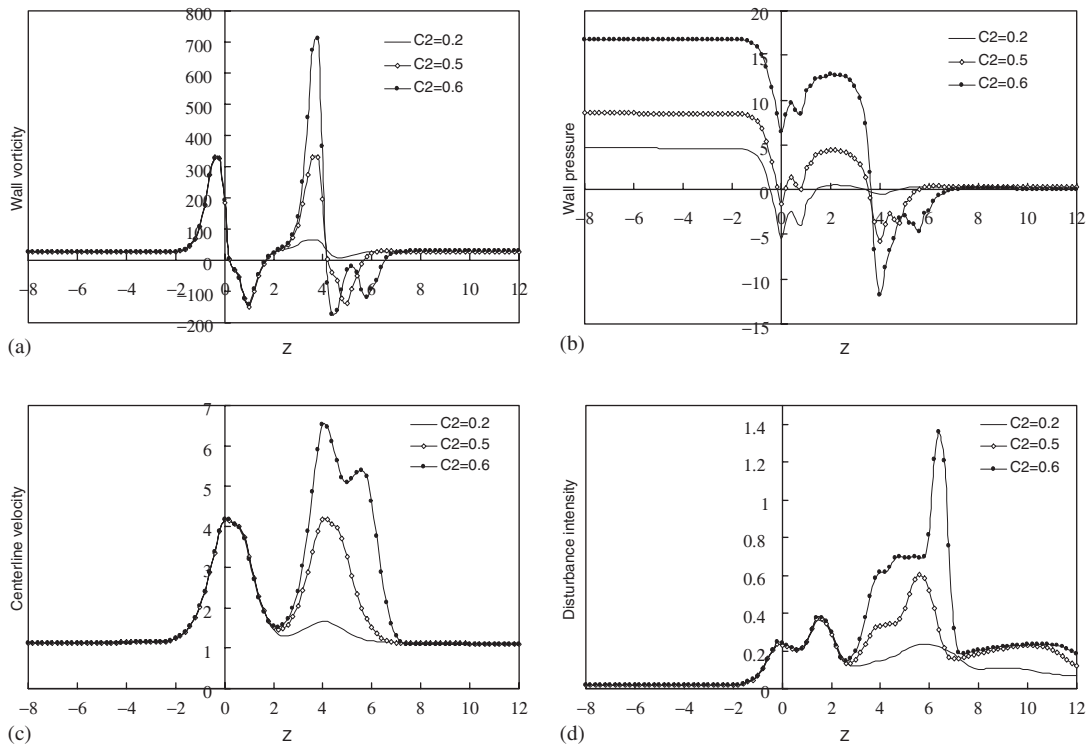 800
700
600
500
400
300
200
100
0
−100
−200
Wall vorticity
C2=0.2
C2=0.5
C2=0.6
−8 −6 −4 −2 0 2 4 6 8 10 12
Z
(a)
20
15
10
5
0
−5
−10
−15
Wall pressure
C2=0.2
C2=0.5
C2=0.6
−8 −6 −4 −2 0 2 4 6 8 10 12
Z
(b)
7
6
5
4
3
2
1
0
Centerline velocity
C2=0.2
C2=0.5
C2=0.6
−8 −6 −4 −2 0 2 4 6 8 10 12
Z
(c)
1.4
1.2
1
0.8
0.6
0.4
0.2
0
Disturbance intensity
C2=0.2
C2=0.5
C2=0.6
−8 −6 −4 −2 0 2 4 6 8 10 12
Z
(d)